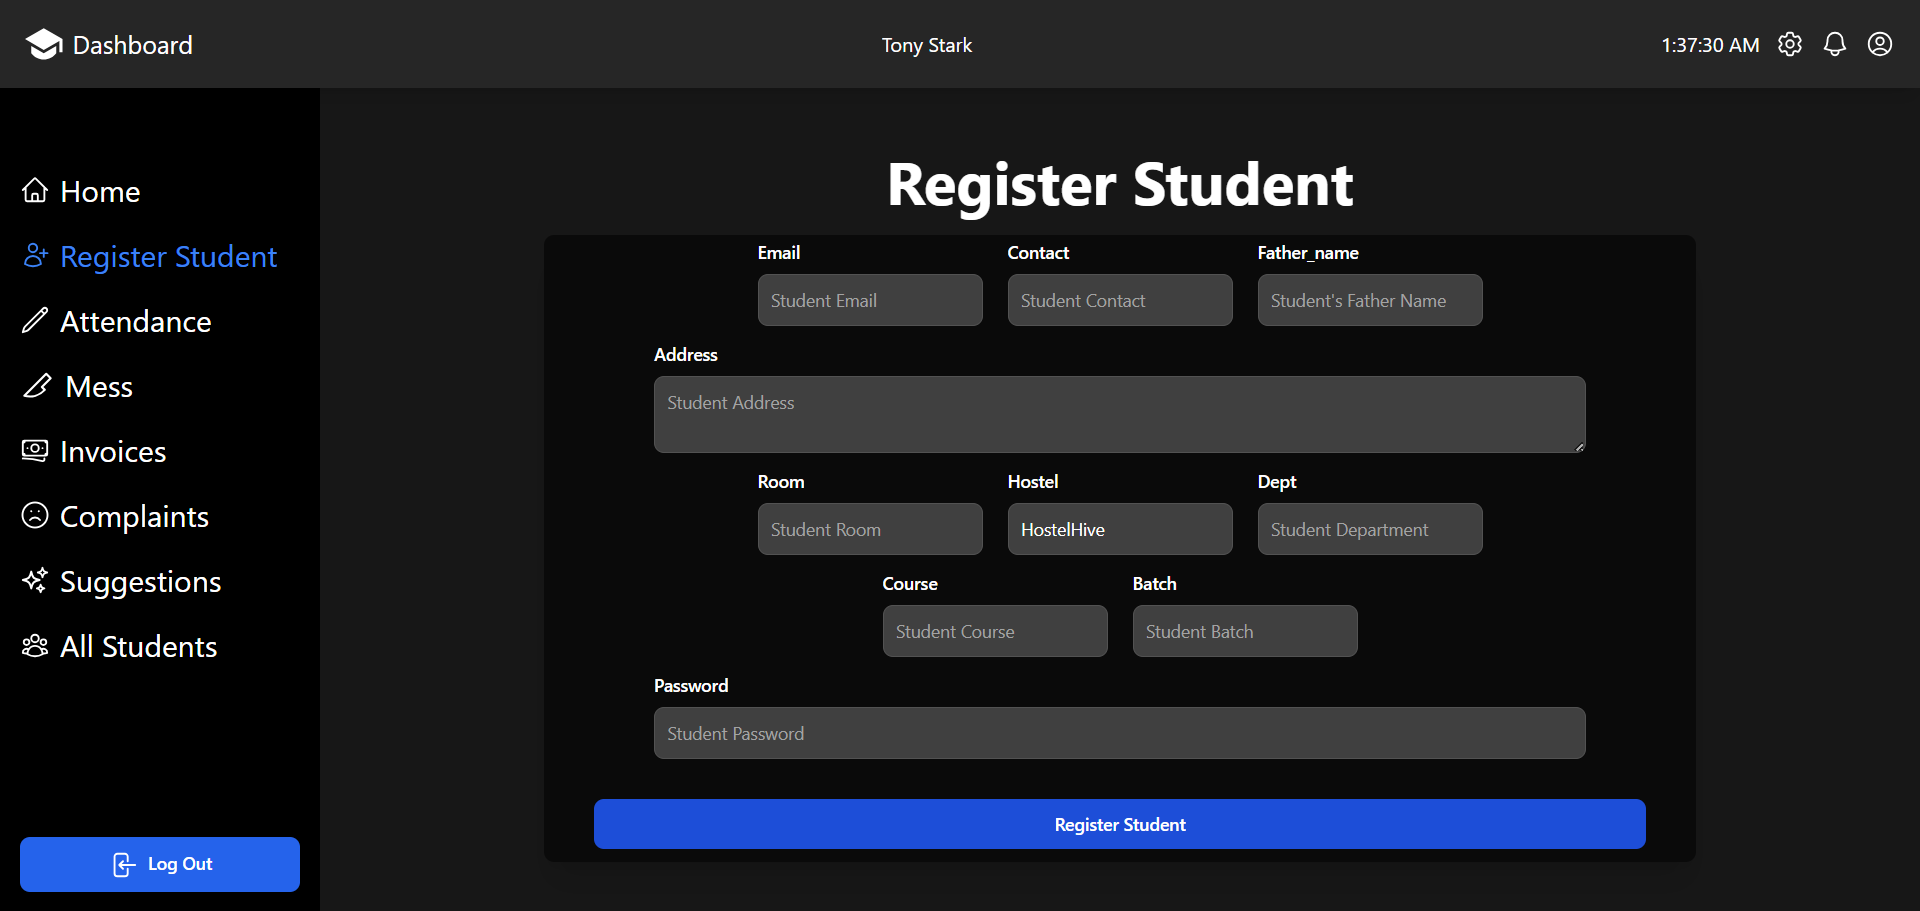 Dashboard
Tony Stark
1:37:30 AM
Home
Register Student
Attendance
Mess
Invoices
Complaints
Suggestions
All Students
Log Out
Register Student
Email Contact Father_name
Student Email Student Contact Student's Father Name
Address
Student Address
Room Hostel Dept
Student Room HostelHive Student Department
Course Batch
Student Course Student Batch
Password
Student Password
Register Student